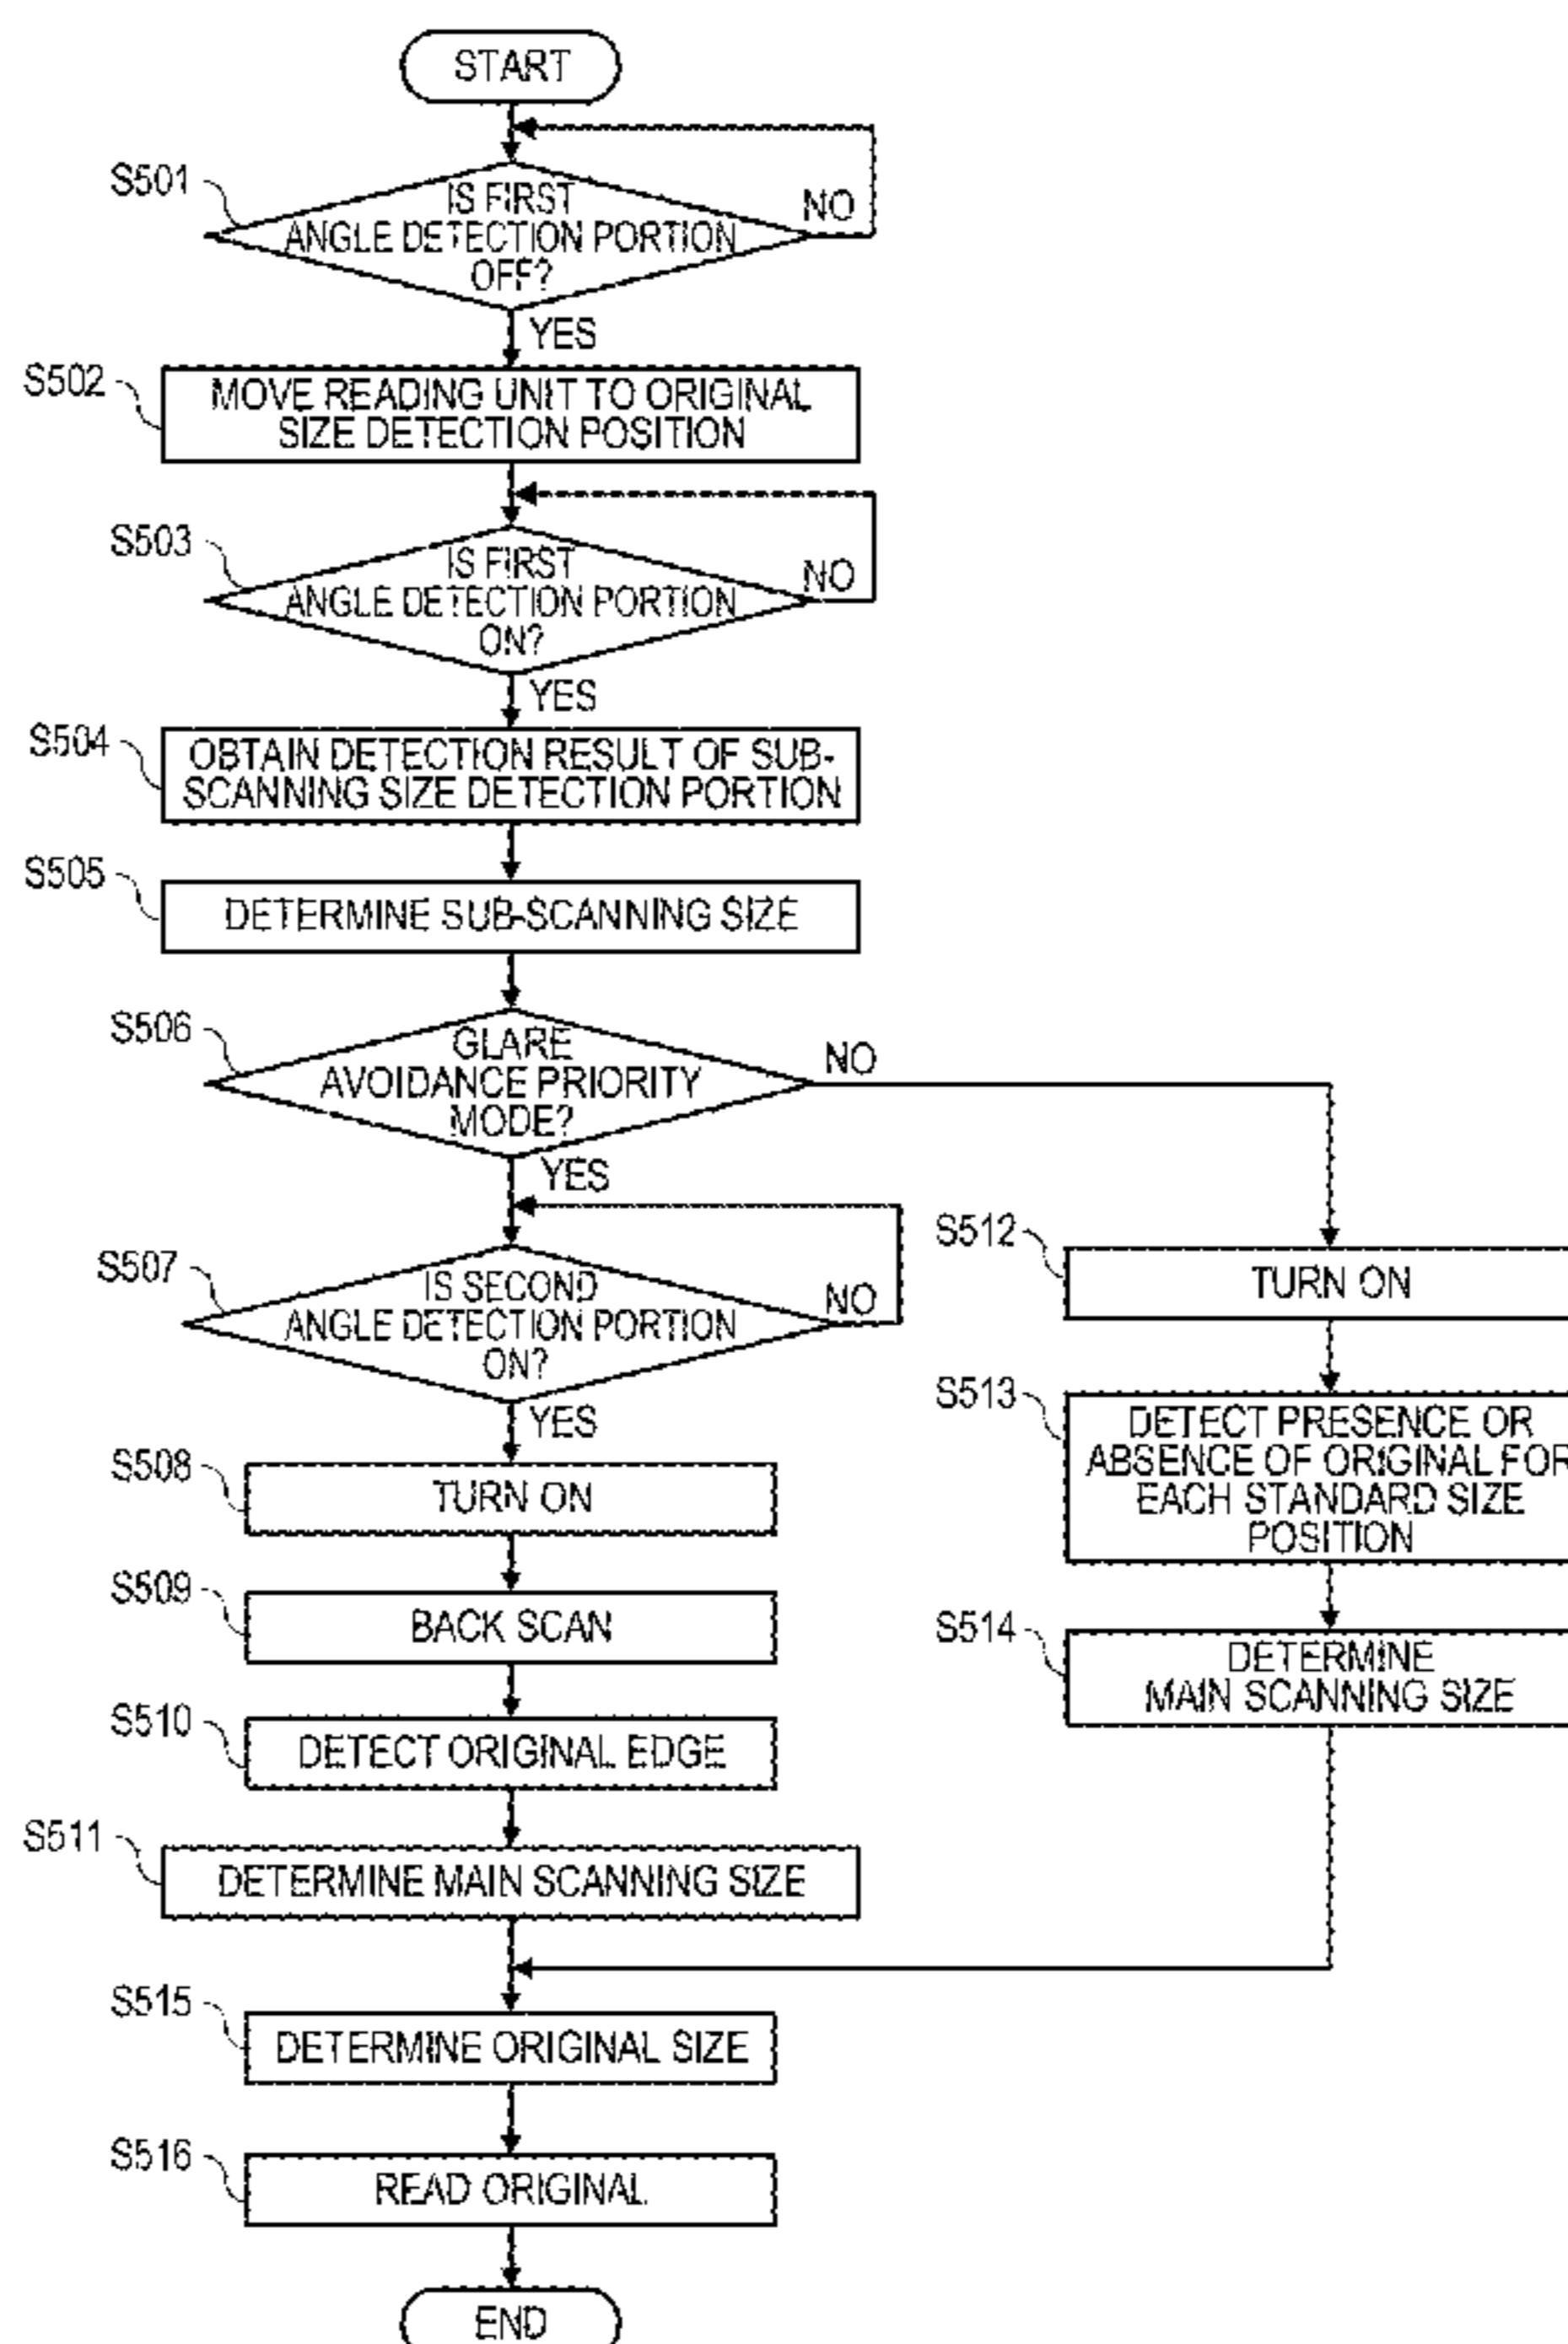 START
S501
IS FIRST
ANGLE DETECTION PORTION
OFF?
NO
YES
S502
MOVE READING UNIT TO ORIGINAL
SIZE DETECTION POSITION
S503
IS FIRST
ANGLE DETECTION PORTION
ON?
NO
YES
S504
OBTAIN DETECTION RESULT OF SUB-
SCANNING SIZE DETECTION PORTION
S505
DETERMINE SUB-SCANNING SIZE
S506
GLARE
AVOIDANCE PRIORITY
MODE?
NO
YES
S507
IS SECOND
ANGLE DETECTION PORTION
ON?
NO
YES
S508
TURN ON
S509
BACK SCAN
S510
DETECT ORIGINAL EDGE
S511
DETERMINE MAIN SCANNING SIZE
S512
TURN ON
S513
DETECT PRESENCE OR
ABSENCE OF ORIGINAL FOR
EACH STANDARD SIZE
POSITION
S514
DETERMINE
MAIN SCANNING SIZE
S515
DETERMINE ORIGINAL SIZE
S516
READ ORIGINAL
END